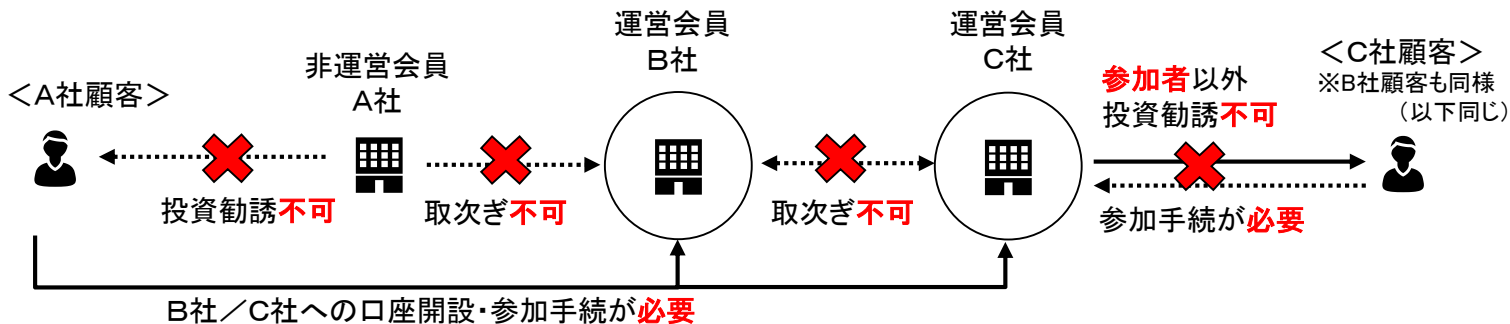 ＜A社顧客＞
非運営会員
A社
運営会員
B社
運営会員
C社
＜C社顧客＞
※B社顧客も同様
（以下同じ）
参加者以外
投資勧誘不可
投資勧誘不可
取次ぎ不可
取次ぎ不可
参加手続が必要
B社／C社への口座開設・参加手続が必要